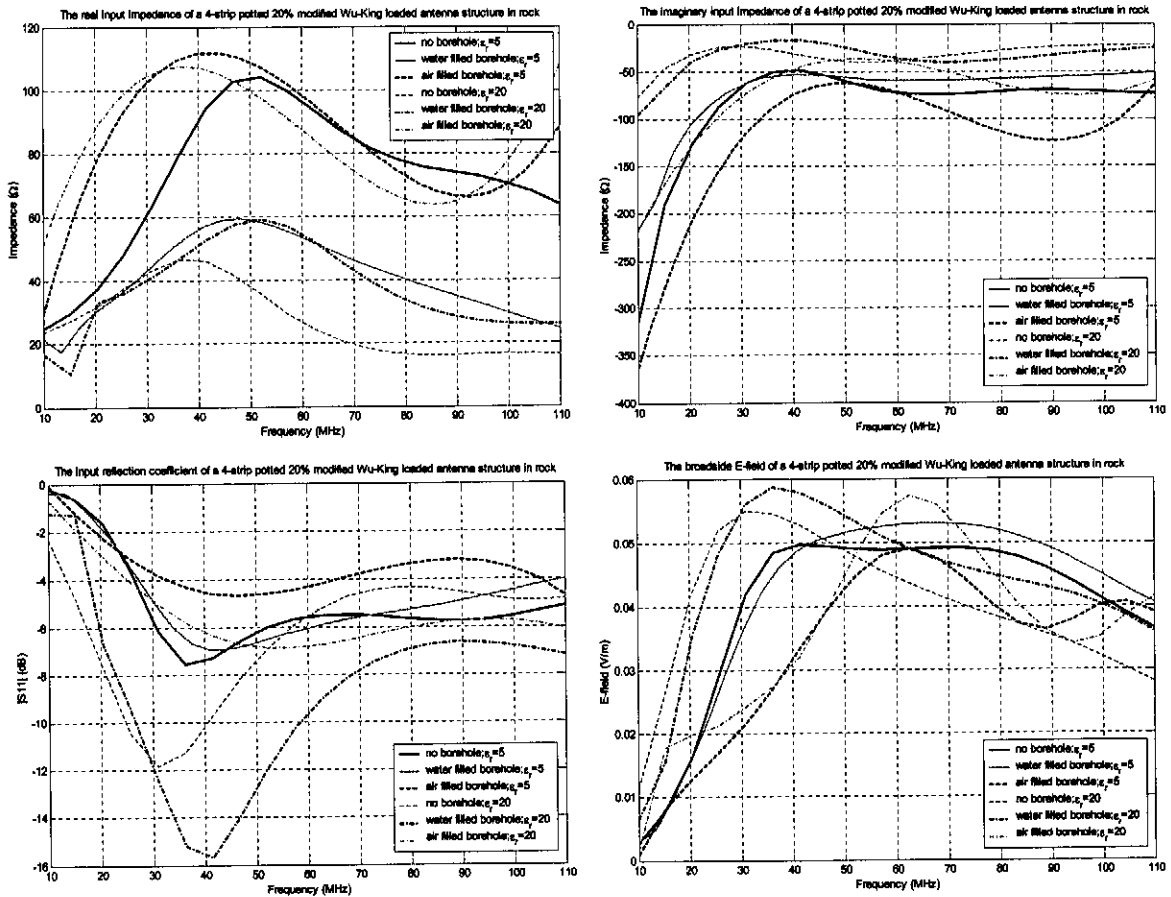 The real input impedance of a 4-strip potted 20% modified Wu-King loaded antenna structure in rock
120
100
80
60
40
20
0
Impedance (Ω)
no borehole;εr=5
water filled borehole;εr=5
air filled borehole;εr=5
no borehole;εr=20
water filled borehole;εr=20
air filled borehole;εr=20
10 20 30 40 50 60 70 80 90 100 110
Frequency (MHz)
The imaginary input impedance of a 4-strip potted 20% modified Wu-King loaded antenna structure in rock
0
-50
-100
-150
-200
-250
-300
-350
-400
Impedance (Ω)
no borehole;εr=5
water filled borehole;εr=5
air filled borehole;εr=5
no borehole;εr=20
water filled borehole;εr=20
air filled borehole;εr=20
10 20 30 40 50 60 70 80 90 100 110
Frequency (MHz)
The input reflection coefficient of a 4-strip potted 20% modified Wu-King loaded antenna structure in rock
0
-2
-4
-6
-8
-10
-12
-14
-16
|S11| (dB)
no borehole;εr=5
water filled borehole;εr=5
air filled borehole;εr=5
no borehole;εr=20
water filled borehole;εr=20
air filled borehole;εr=20
10 20 30 40 50 60 70 80 90 100 110
Frequency (MHz)
The broadside E-field of a 4-strip potted 20% modified Wu-King loaded antenna structure in rock
0.06
0.05
0.04
0.03
0.02
0.01
0
E-field (V/m)
no borehole;εr=5
water filled borehole;εr=5
air filled borehole;εr=5
no borehole;εr=20
water filled borehole;εr=20
air filled borehole;εr=20
10 20 30 40 50 60 70 80 90 100 110
Frequency (MHz)